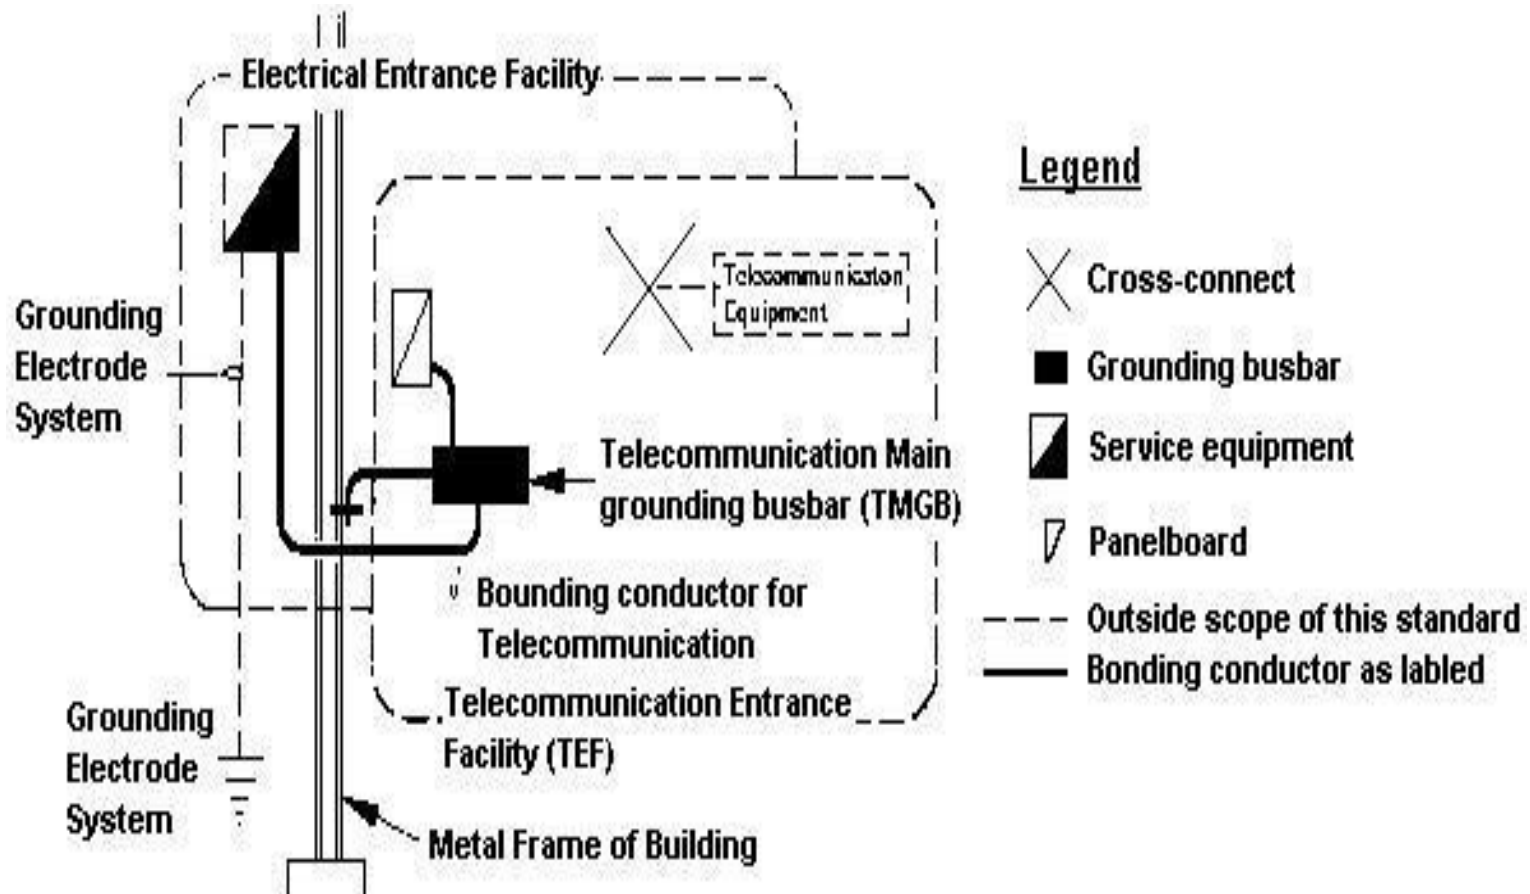 Electrical Entrance Facility
Legend
Telecommunicaton
Equipment
Cross-connect
Grounding
Electrode
System
Grounding busbar
Service equipment
Telecommunication Main
grounding busbar (TMGB)
Panelboard
Bounding conductor for
Telecommunication
Outside scope of this standard
Bonding conductor as labled
Telecommunication Entrance
Facility (TEF)
Grounding
Electrode
System
Metal Frame of Building